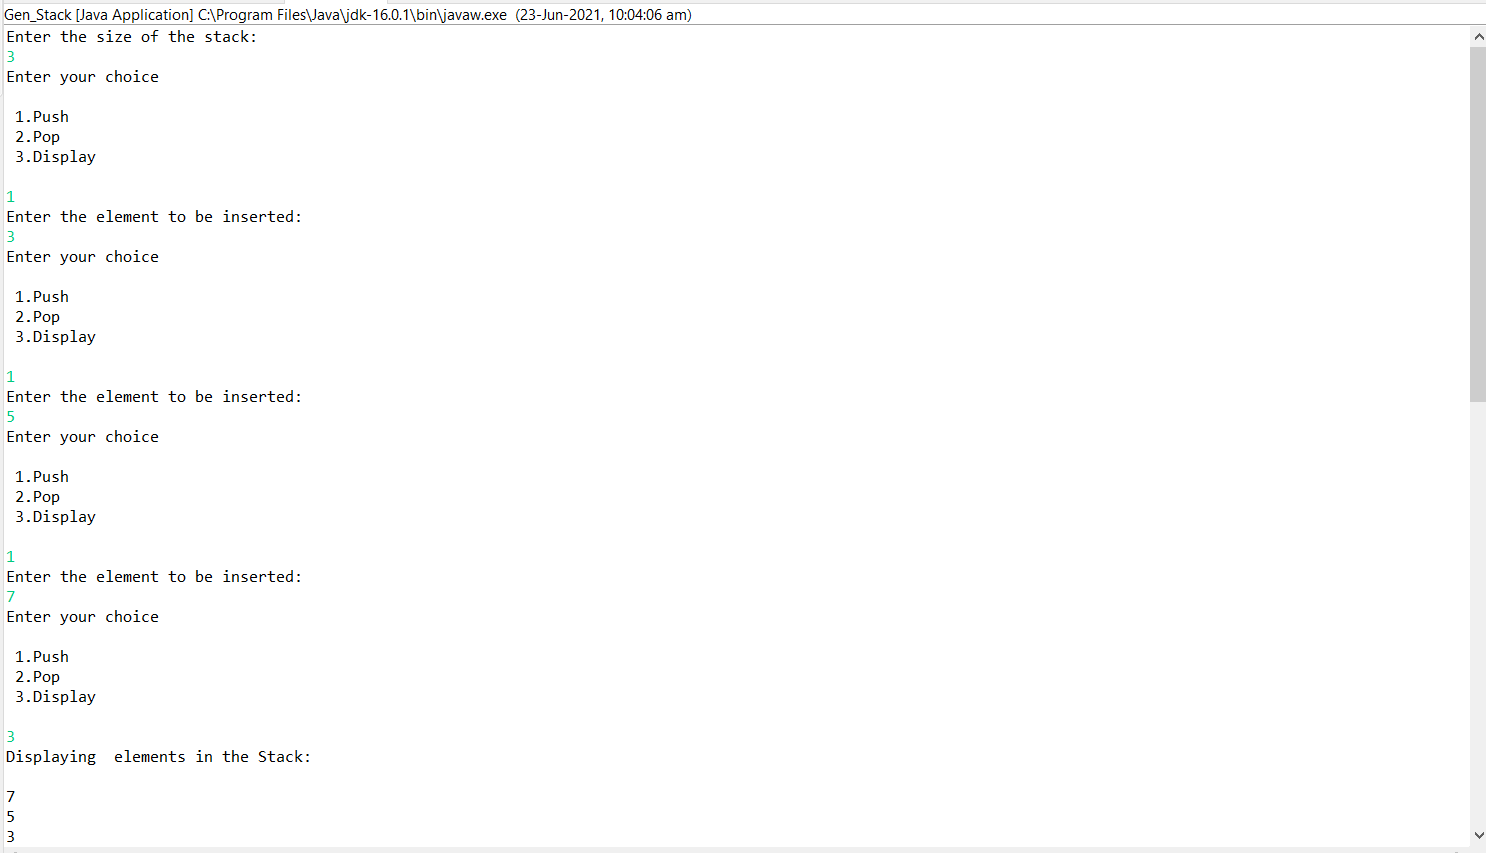 Gen_Stack [Java Application] C:\Program Files\Java\jdk-16.0.1\bin\javaw.exe  (23-Jun-2021, 10:04:06 am)
Enter the size of the stack:
3
Enter your choice

 1.Push
 2.Pop
 3.Display

1
Enter the element to be inserted:
3
Enter your choice

 1.Push
 2.Pop
 3.Display

1
Enter the element to be inserted:
5
Enter your choice

 1.Push
 2.Pop
 3.Display

1
Enter the element to be inserted:
7
Enter your choice

 1.Push
 2.Pop
 3.Display

3
Displaying  elements in the Stack:

7
5
3